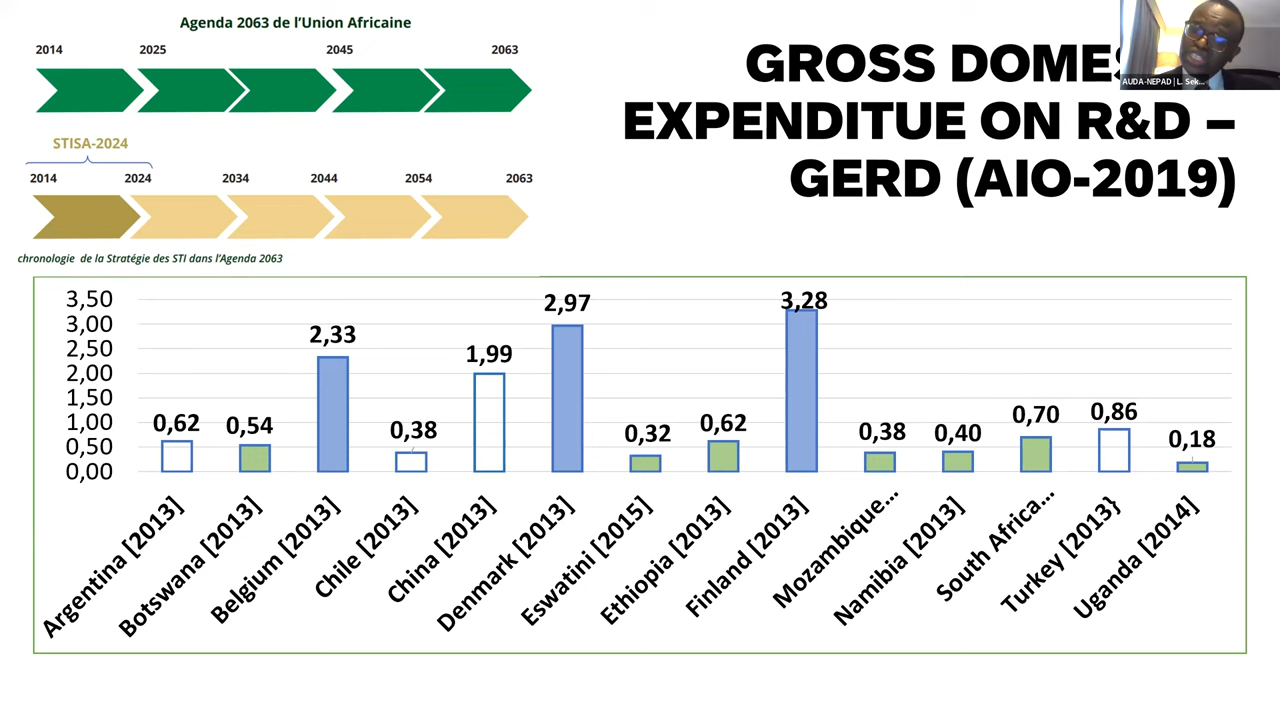 Agenda 2063 de l’Union Africaine
2014 2025 2045 2063
STISA-2024
2014 2024 2034 2044 2054 2063
chronologie de la Stratégie des STI dans l’Agenda 2063
GROSS DOMES
EXPENDITUE ON R&D –
GERD (AIO-2019)
AUDA-NEPAD | L. Sek...
3,50
3,00
2,50
2,00
1,50
1,00
0,50
0,00
0,62
0,54
2,33
0,38
1,99
2,97
0,32
0,62
3,28
0,38
0,40
0,70
0,86
0,18
Argentina [2013]
Botswana [2013]
Belgium [2013]
Chile [2013]
China [2013]
Denmark [2013]
Eswatini [2015]
Ethiopia [2013]
Finland [2013]
Mozambique...
Namibia [2013]
South Africa...
Turkey [2013}
Uganda [2014]